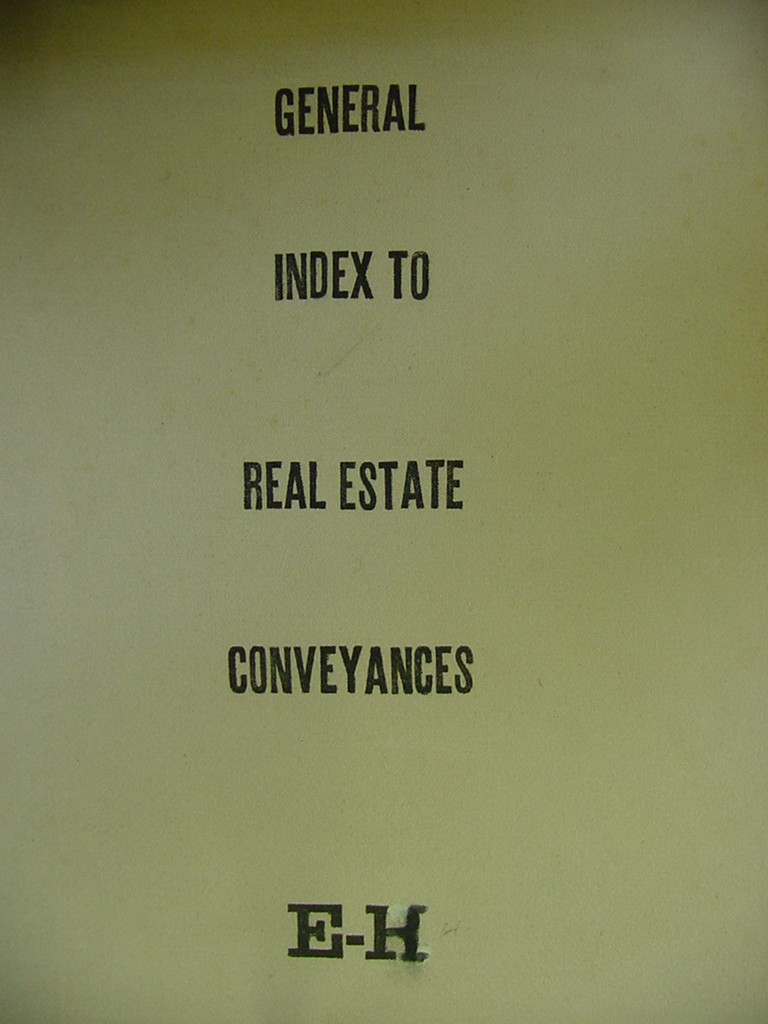 GENERAL
INDEX TO
REAL ESTATE
CONVEYANCES
E-H